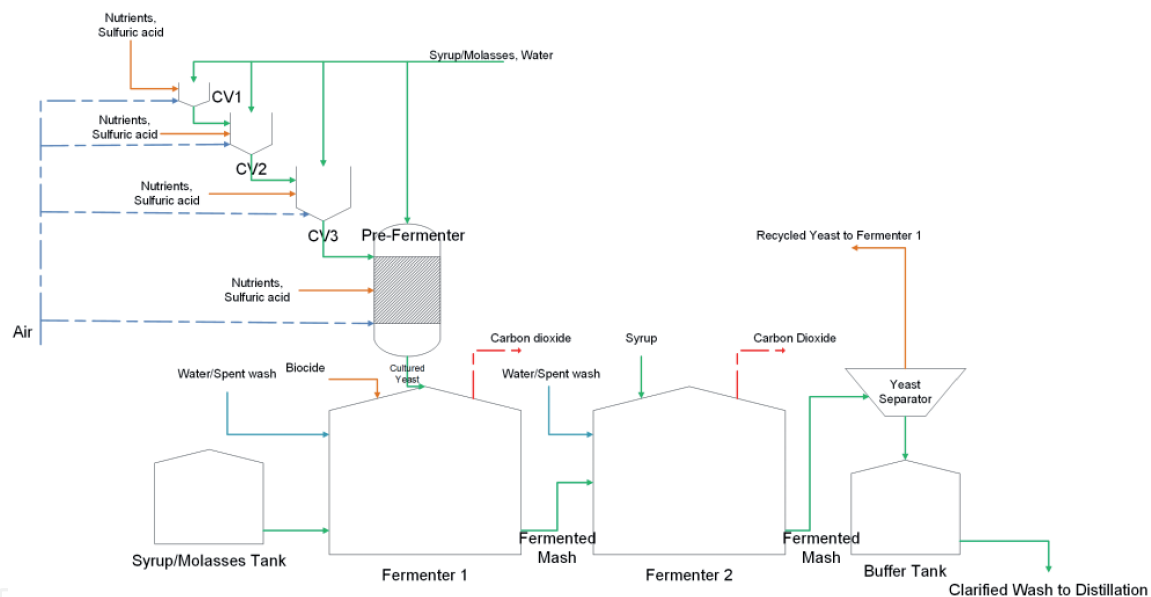 Nutrients,
Sulfuric acid
Syrup/Molasses, Water
CV1
Nutrients,
Sulfuric acid
CV2
Nutrients,
Sulfuric acid
CV3
Pre-Fermenter
Recycled Yeast to Fermenter 1
Nutrients,
Sulfuric acid
Air
Carbon dioxide
Syrup
Carbon Dioxide
Biocide
Cultured
Yeast
Water/Spent wash
Water/Spent wash
Yeast
Separator
Fermented
Mash
Fermented
Mash
Syrup/Molasses Tank
Fermenter 1
Fermenter 2
Buffer Tank
Clarified Wash to Distillation